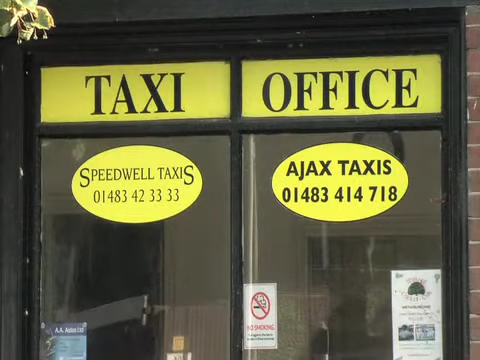 TAXI OFFICE
SPEEDWELL TAXIS
01483 42 33 33
AJAX TAXIS
01483 414 718
NO SMOKING
A.A. Autos Ltd